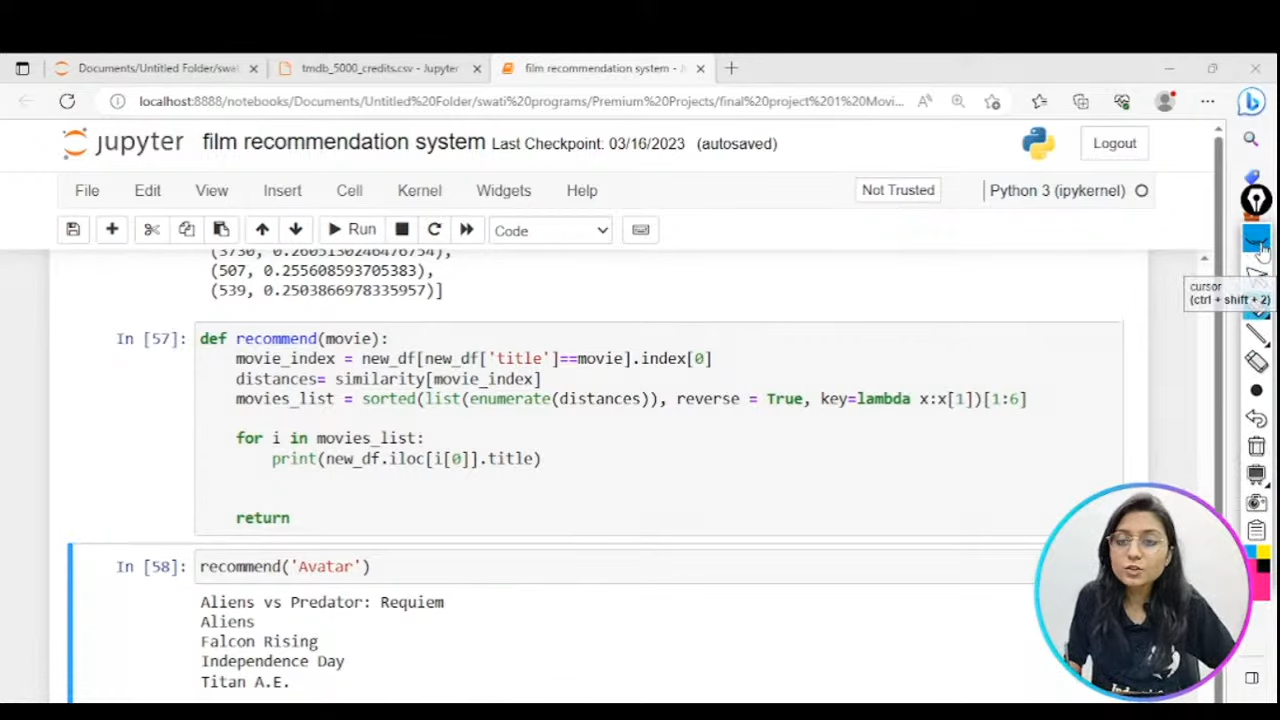 Documents/Untitled Folder/swat
tmdb_5000_credits.csv - Jupyter
film recommendation system - J
localhost:8888/notebooks/Documents/Untitled%20Folder/swati%20programs/Premium%20Projects/final%20project%201%20Movi...
jupyter film recommendation system Last Checkpoint: 03/16/2023 (autosaved)
Logout
File Edit View Insert Cell Kernel Widgets Help
Not Trusted
Python 3 (ipykernel)
Run
Code
cursor
(ctrl + shift + 2)
(3730, 0.2605130246476754),
(507, 0.255608593705383),
(539, 0.2503866978335957)]
In [57]: def recommend(movie):
movie_index = new_df[new_df['title']==movie].index[0]
distances= similarity[movie_index]
movies_list = sorted(list(enumerate(distances)), reverse = True, key=lambda x:x[1])[1:6]
for i in movies_list:
print(new_df.iloc[i[0]].title)
return
In [58]: recommend('Avatar')
Aliens vs Predator: Requiem
Aliens
Falcon Rising
Independence Day
Titan A.E.